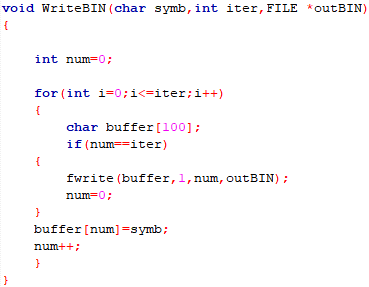 void WriteBIN(char symb,int iter,FILE *outBIN)
{
int num=0;
for(int i=0;i<=iter;i++)
{
char buffer[100];
if(num==iter)
{
fwrite(buffer,1,num,outBIN);
num=0;
}
buffer[num]=symb;
num++;
}
}